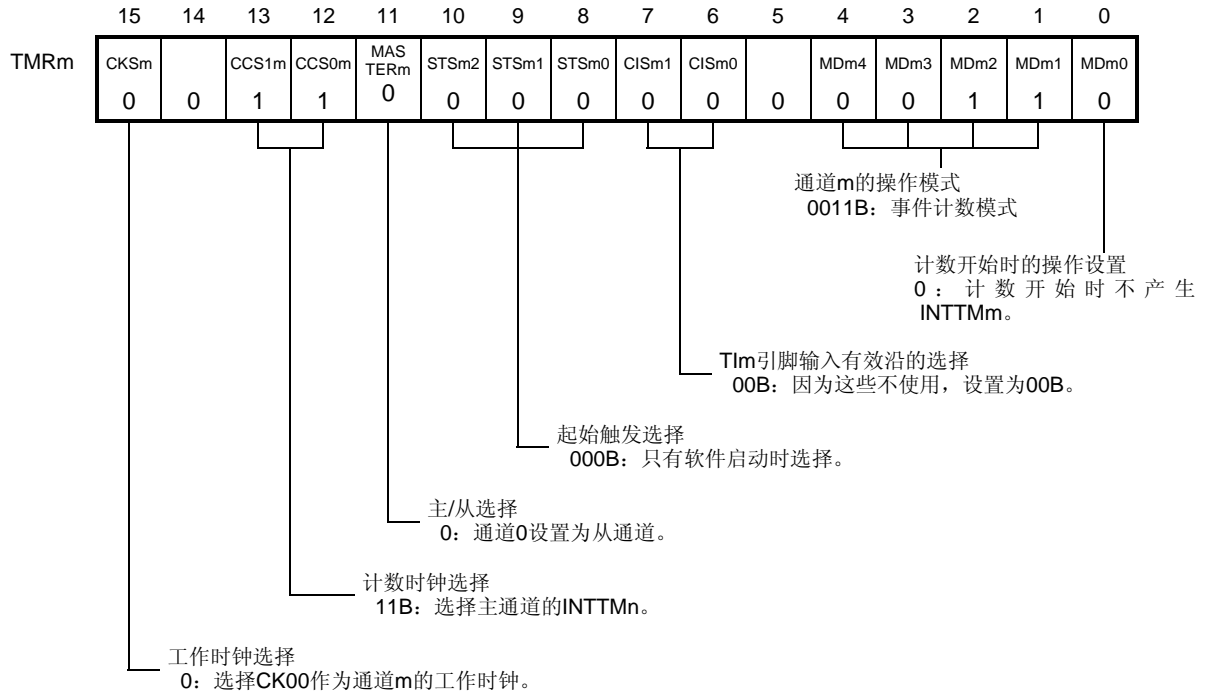 15 14 13 12 11 10 9 8 7 6 5 4 3 2 1 0
TMRm CKSm CCS1m CCS0m MAS TERm STSm2 STSm1 STSm0 CISm1 CISm0 MDm4 MDm3 MDm2 MDm1 MDm0
0 0 1 1 0 0 0 0 0 0 0 0 0 1 1 0
通道m的操作模式
0011B：事件计数模式
计数开始时的操作设置
0：计数开始时不产生
INTTMm。
TIm引脚输入有效沿的选择
00B：因为这些不使用，设置为00B。
起始触发选择
000B：只有软件启动时选择。
主/从选择
0：通道0设置为从通道。
计数时钟选择
11B：选择主通道的INTTMn。
工作时钟选择
0：选择CK00作为通道m的工作时钟。